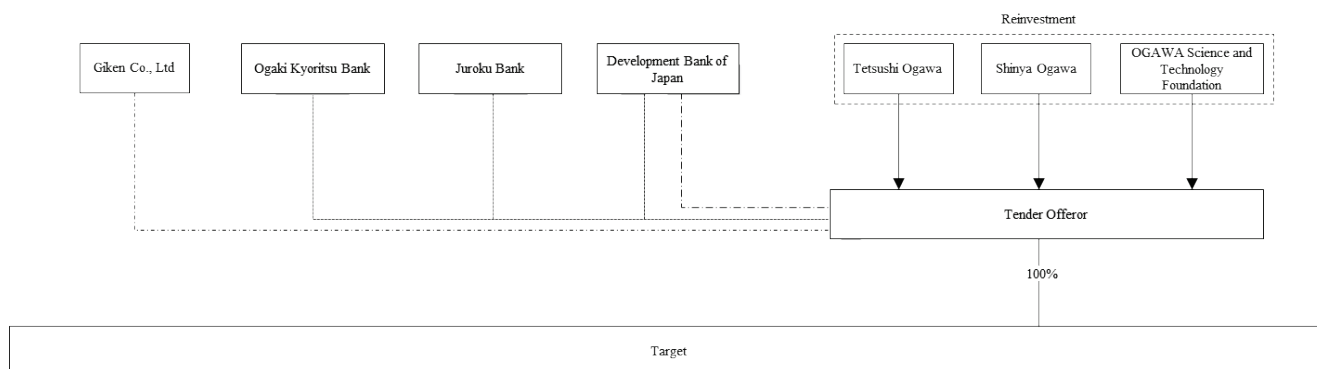 Reinvestment
Giken Co., Ltd
Ogaki Kyoritsu Bank
Juroku Bank
Development Bank of
Japan
Tetsushi Ogawa
Shinya Ogawa
OGAWA Science and
Technology
Foundation
Tender Offeror
100%
Target